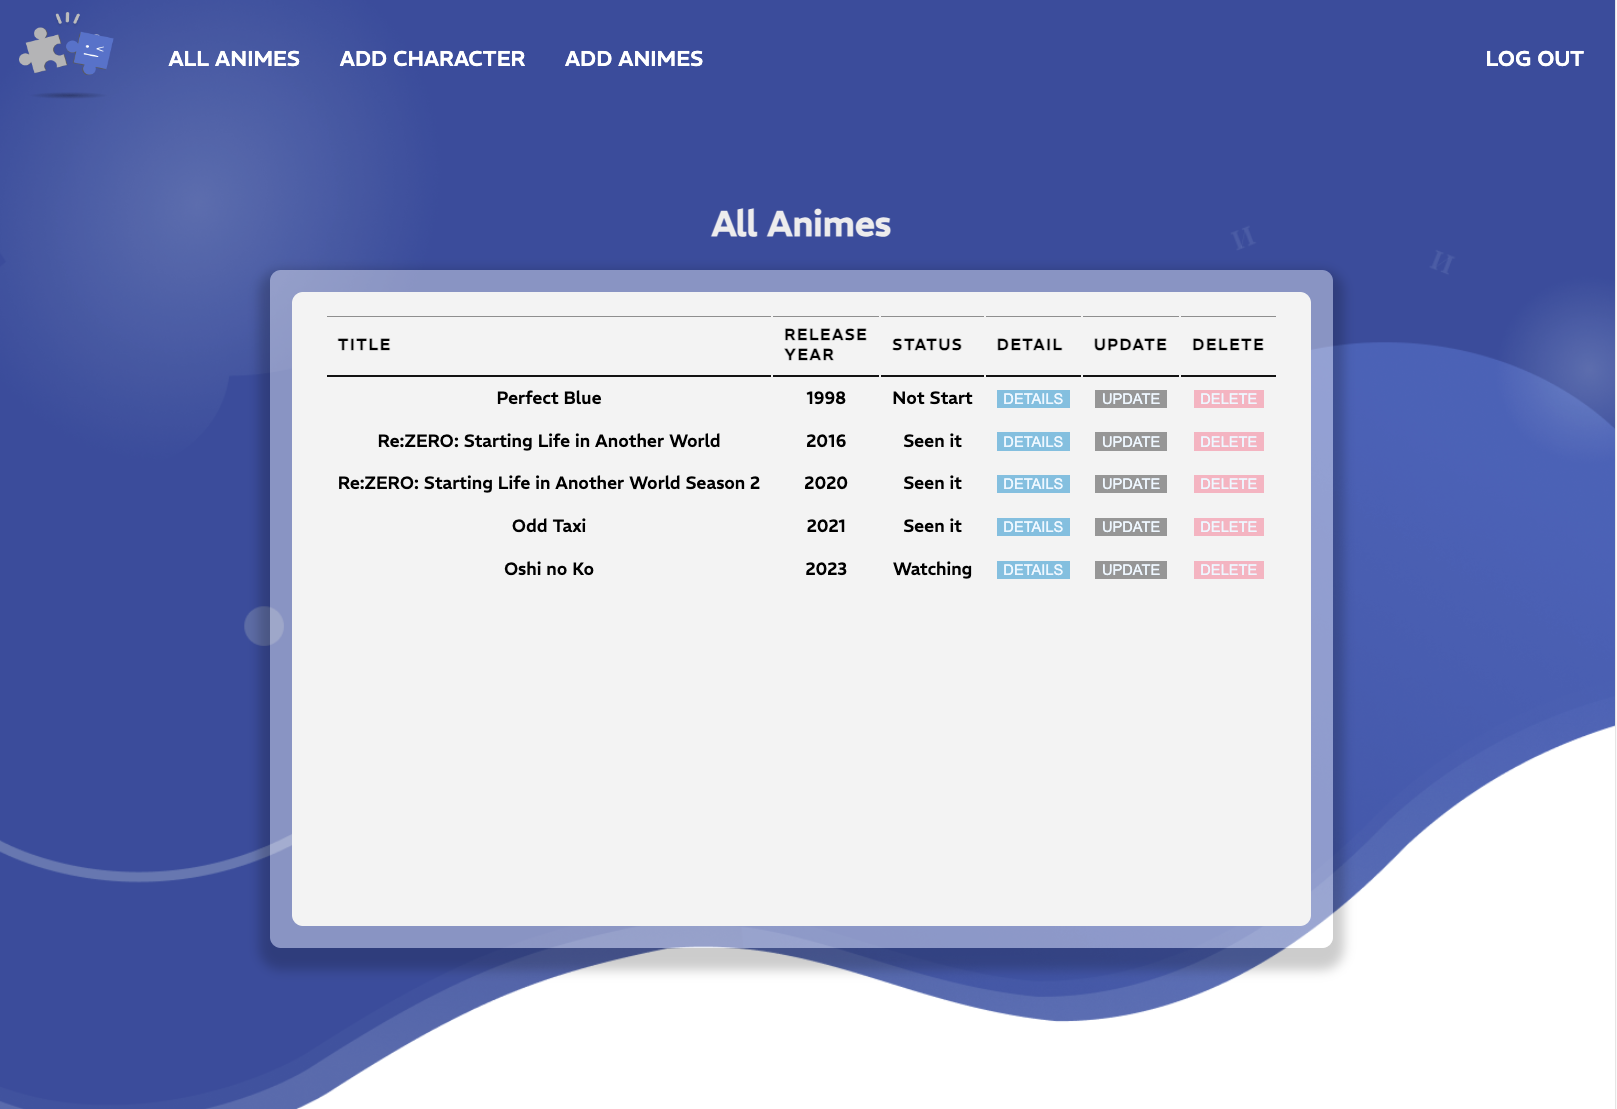 ALL ANIMES ADD CHARACTER ADD ANIMES LOG OUT
All Animes
TITLE RELEASE YEAR STATUS DETAIL UPDATE DELETE
Perfect Blue 1998 Not Start DETAILS UPDATE DELETE
Re:ZERO: Starting Life in Another World 2016 Seen it DETAILS UPDATE DELETE
Re:ZERO: Starting Life in Another World Season 2 2020 Seen it DETAILS UPDATE DELETE
Odd Taxi 2021 Seen it DETAILS UPDATE DELETE
Oshi no Ko 2023 Watching DETAILS UPDATE DELETE